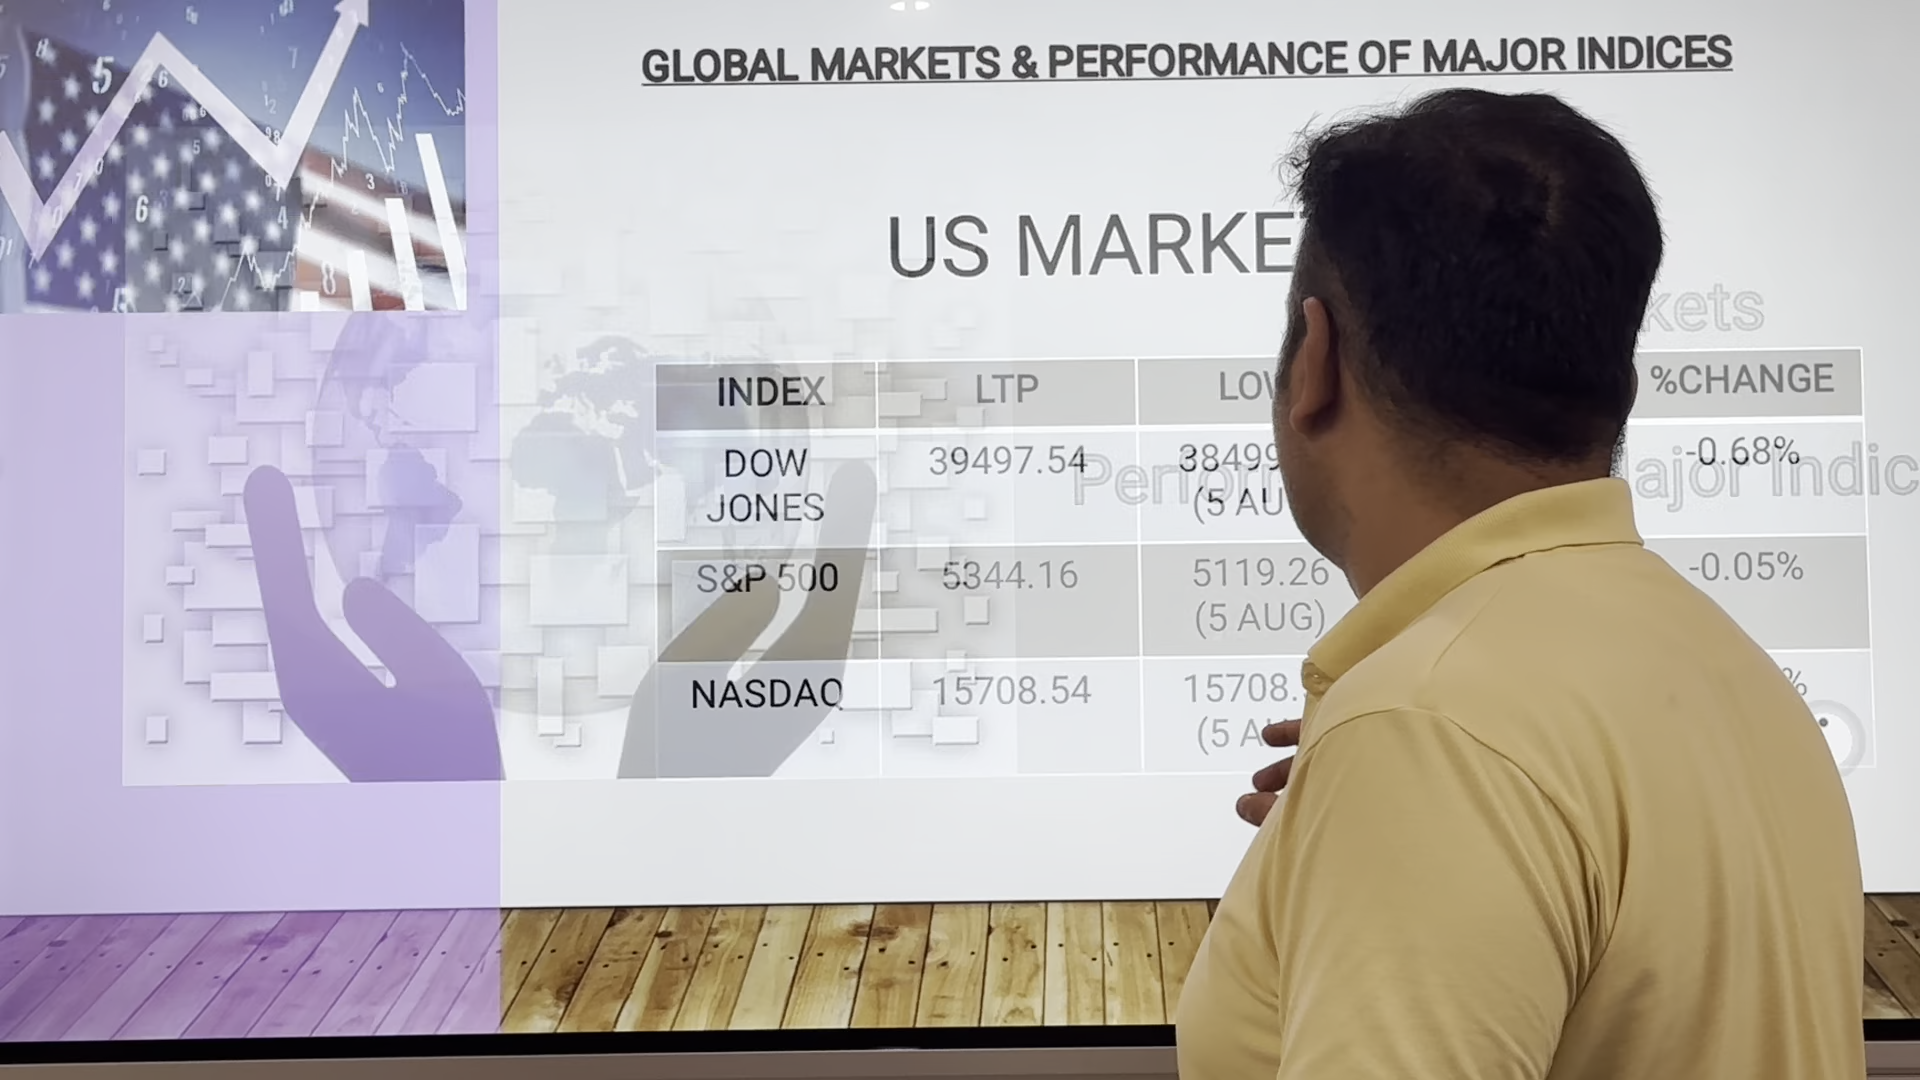 GLOBAL MARKETS & PERFORMANCE OF MAJOR INDICES
US MARKE
kets
INDEX LTP LOW %CHANGE
DOW JONES 39497.54 38499 (5 AU -0.68%
Perfor ajor Indic
S&P 500 5344.16 5119.26 (5 AUG) -0.05%
NASDAQ 15708.54 15708. (5 A %